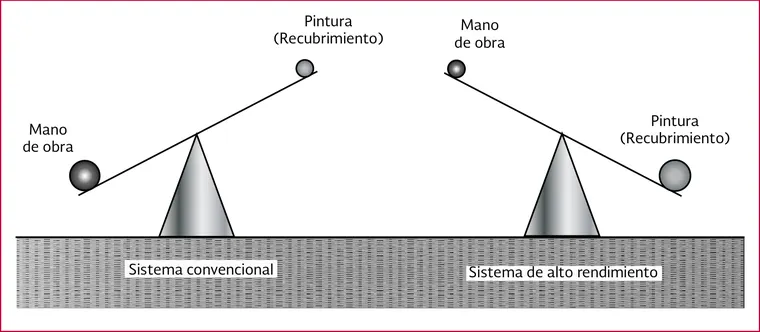 Pintura
(Recubrimiento)
Mano
de obra
Mano
de obra
Pintura
(Recubrimiento)
Sistema convencional
Sistema de alto rendimiento